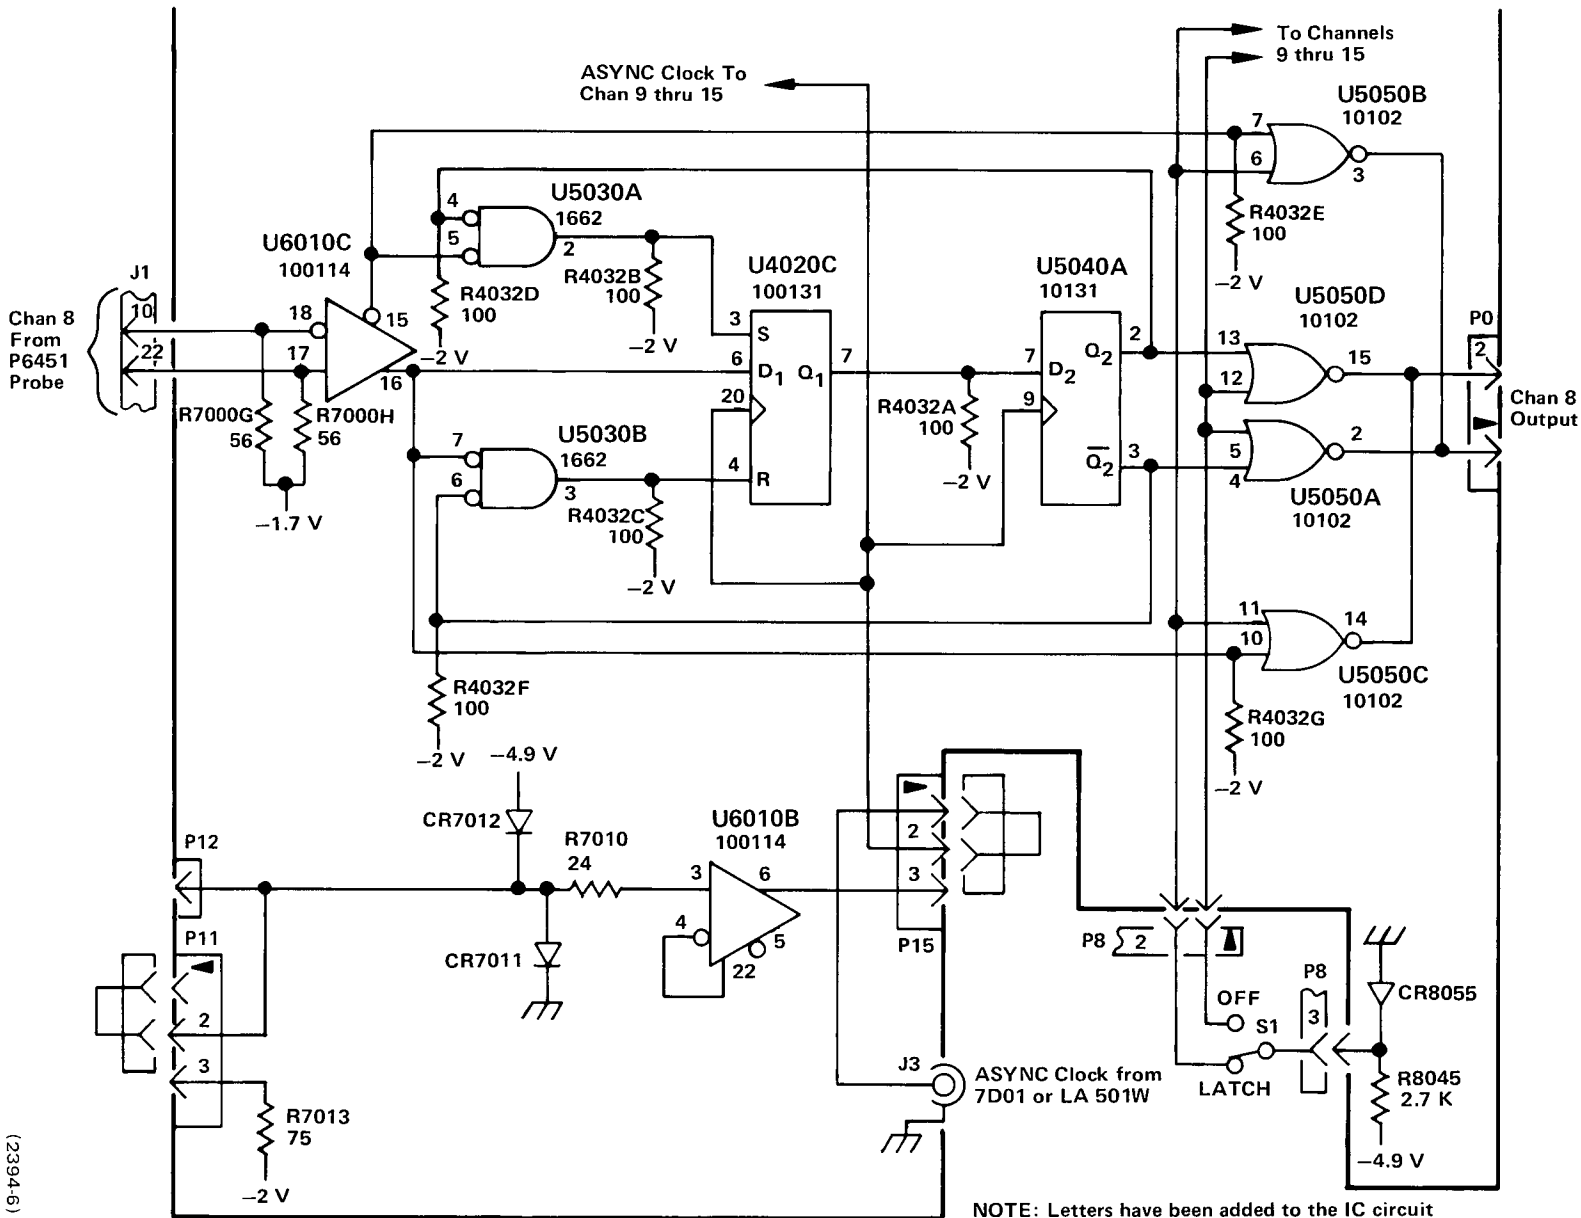 To Channels
9 thru 15
ASYNC Clock To
Chan 9 thru 15
U5050B
10102
7
6
3
R4032E
100
−2 V
4
U5030A
1662
5
2
U6010C
100114
J1
10
22
Chan 8
From
P6451
Probe
18
15
17
16
R4032D
100
−2 V
R4032B
100
−2 V
U4020C
100131
3
S
6
D1
Q1
7
20
4
R
U5040A
10131
7
D2
Q2
2
9
Q2
3
U5050D
10102
13
12
15
P0
2
Chan 8
Output
5
4
2
U5050A
10102
R7000G
56
R7000H
56
−1.7 V
7
6
U5030B
1662
3
R4032C
100
−2 V
R4032A
100
−2 V
11
10
14
U5050C
10102
R4032F
100
−2 V
R4032G
100
−2 V
−4.9 V
CR7012
R7010
24
U6010B
100114
3
6
4
5
22
CR7011
P12
P11
2
3
R7013
75
−2 V
2
3
P15
J3
ASYNC Clock from
7D01 or LA 501W
P8
2
OFF
S1
LATCH
P8
3
CR8055
R8045
2.7 K
−4.9 V
(2394-6)
NOTE: Letters have been added to the IC circuit